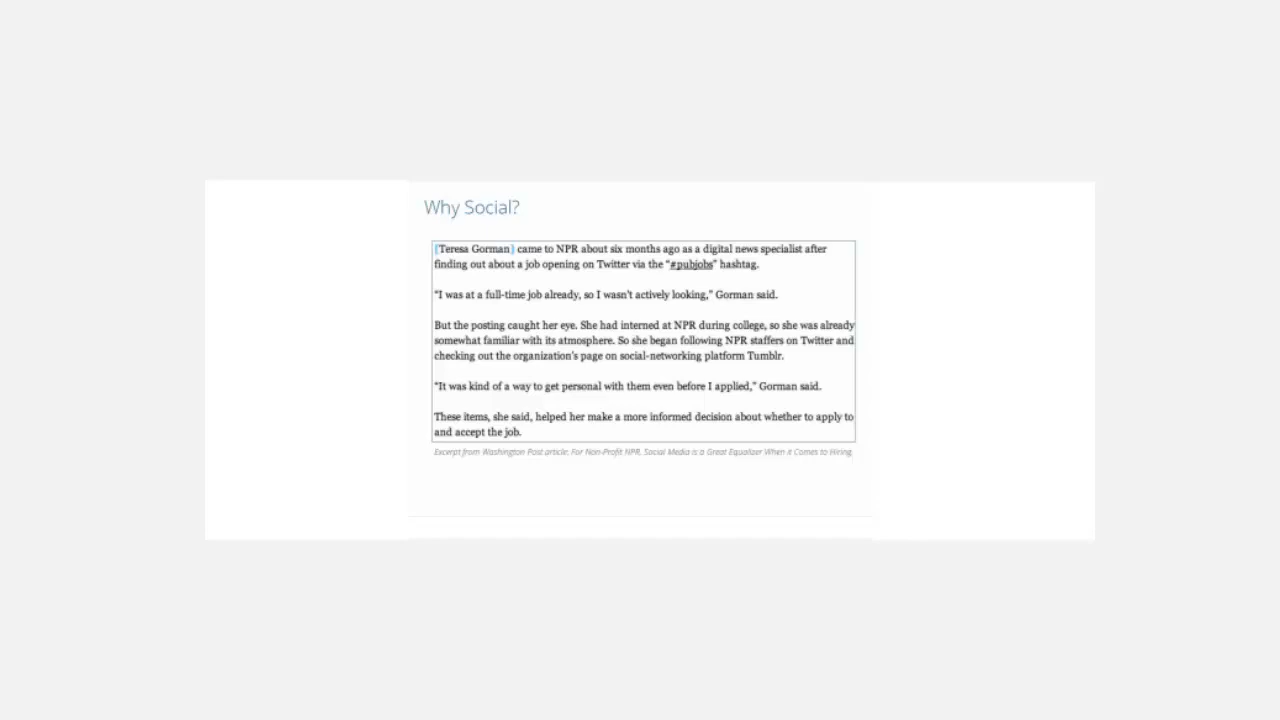 Why Social?
[Teresa Gorman] came to NPR about six months ago as a digital news specialist after
finding out about a job opening on Twitter via the “#pubjobs” hashtag.
“I was at a full-time job already, so I wasn’t actively looking,” Gorman said.
But the posting caught her eye. She had interned at NPR during college, so she was already
somewhat familiar with its atmosphere. So she began following NPR staffers on Twitter and
checking out the organization’s page on social-networking platform Tumblr.
“It was kind of a way to get personal with them even before I applied,” Gorman said.
These items, she said, helped her make a more informed decision about whether to apply to
and accept the job.
Excerpt from Washington Post article; For Non-Profit NPR, Social Media is a Great Equalizer When it Comes to Hiring